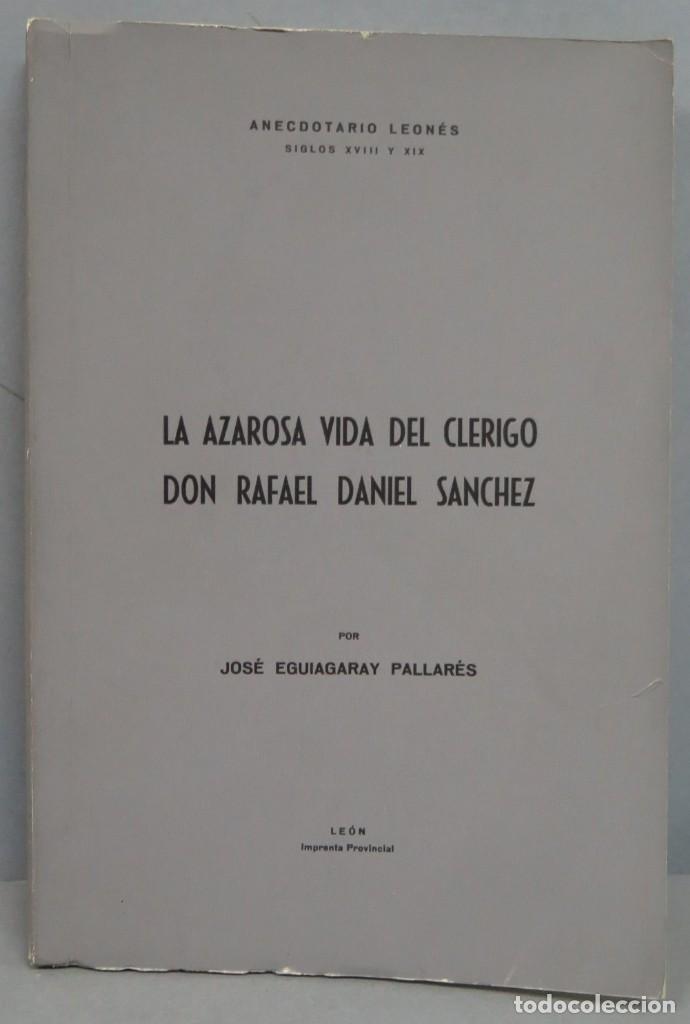 ANECDOTARIO LEONÉS
SIGLOS XVIII Y XIX
LA AZAROSA VIDA DEL CLERIGO
DON RAFAEL DANIEL SANCHEZ
POR
JOSÉ EGUIAGARAY PALLARÉS
LEÓN
Imprenta Provincial
todocoleccion